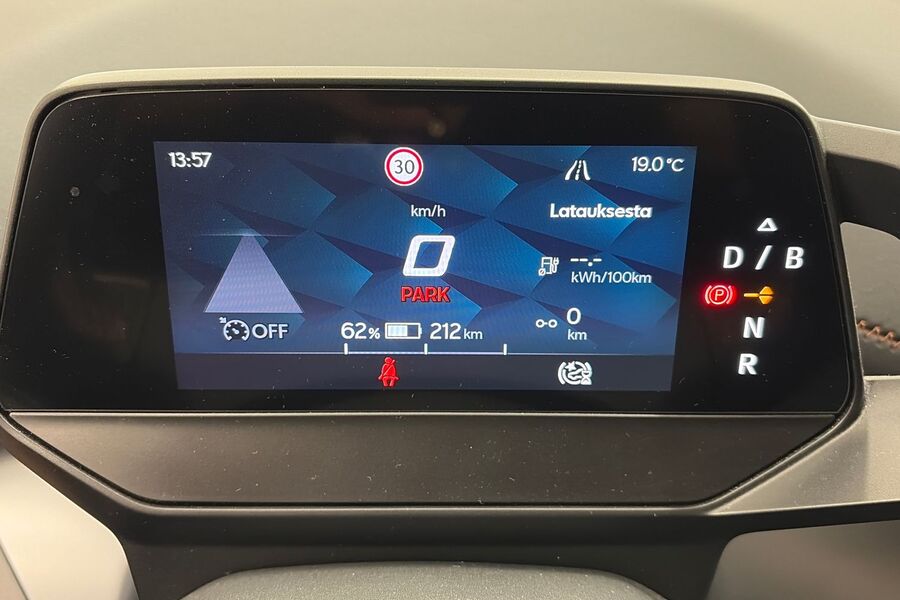 13:57
30
19.0 °C
km/h
Latauksesta
0
PARK
--.-
kWh/100km
D / B
P
OFF
62%
212 km
0
km
N
R